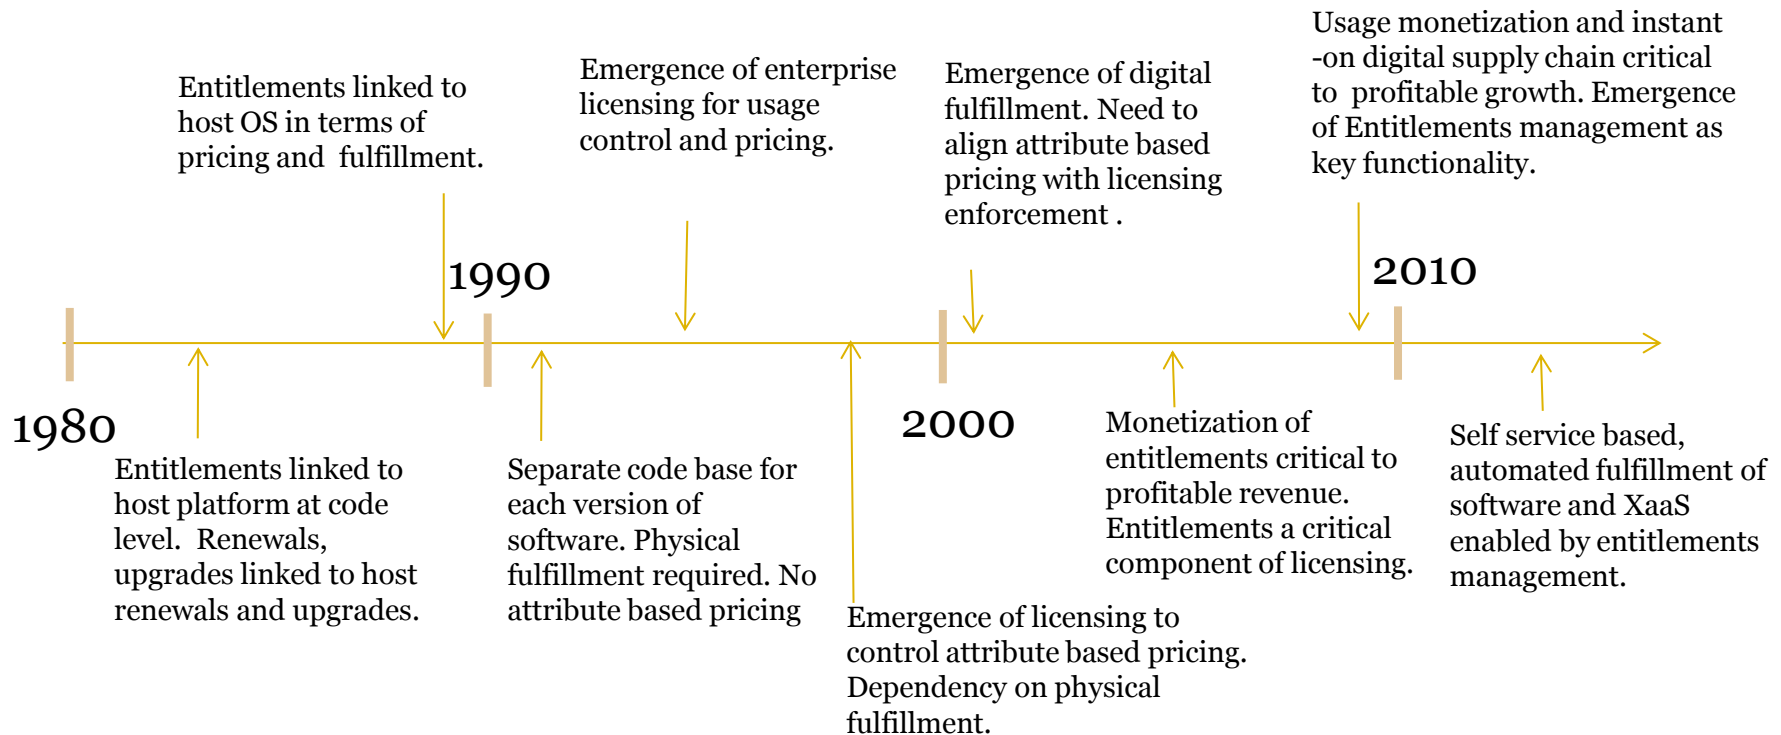 Entitlements linked to
host OS in terms of
pricing and fulfillment.
Emergence of enterprise
licensing for usage
control and pricing.
Emergence of digital
fulfillment. Need to
align attribute based
pricing with licensing
enforcement .
Usage monetization and instant
-on digital supply chain critical
to profitable growth. Emergence
of Entitlements management as
key functionality.
1990
2010
1980
2000
Entitlements linked to
host platform at code
level. Renewals,
upgrades linked to host
renewals and upgrades.
Separate code base for
each version of
software. Physical
fulfillment required. No
attribute based pricing
Emergence of licensing to
control attribute based pricing.
Dependency on physical
fulfillment.
Monetization of
entitlements critical to
profitable revenue.
Entitlements a critical
component of licensing.
Self service based,
automated fulfillment of
software and XaaS
enabled by entitlements
management.